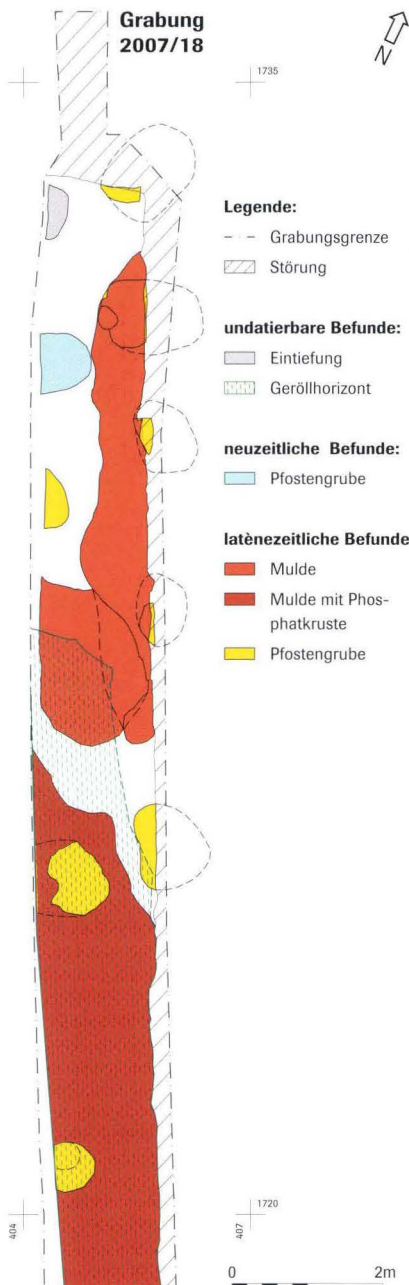 Grabung
2007/18
N
1735
Legende:
Grabungsgrenze
Störung
undatierbare Befunde:
Eintiefung
Geröllhorizont
neuzeitliche Befunde:
Pfostengrube
latènezeitliche Befunde
Mulde
Mulde mit Phos-
phatkruste
Pfostengrube
1720
404
407
0 2m